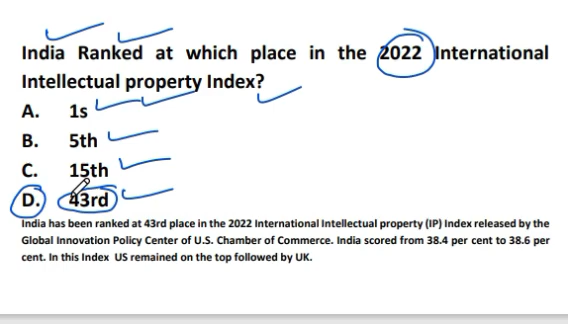 India Ranked at which place in the 2022 International
Intellectual property Index?
A. 1s
B. 5th
C. 15th
D. 43rd
India has been ranked at 43rd place in the 2022 International Intellectual property (IP) Index released by the
Global Innovation Policy Center of U.S. Chamber of Commerce. India scored from 38.4 per cent to 38.6 per
cent. In this Index US remained on the top followed by UK.